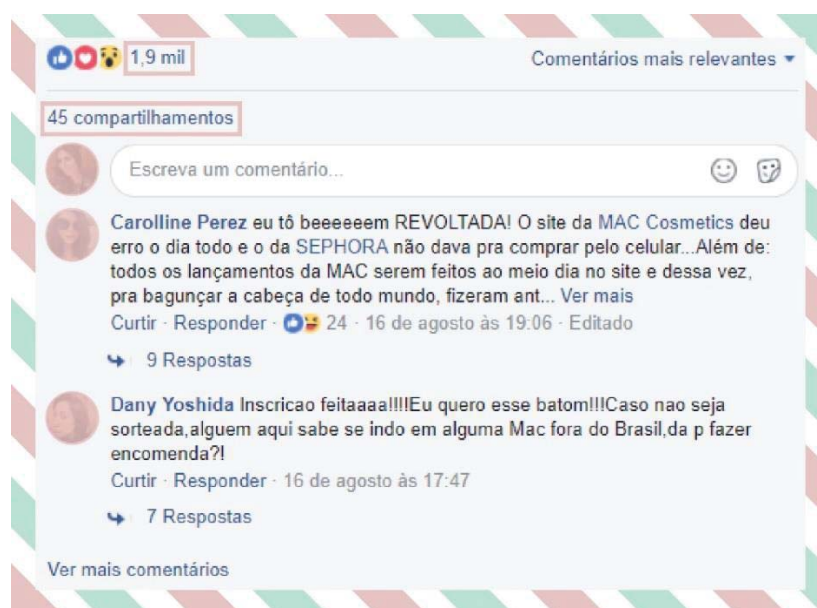 1,9 mil
Comentários mais relevantes
45 compartilhamentos
Escreva um comentário...
Carolline Perez eu tô beeeeeem REVOLTADA! O site da MAC Cosmetics deu
erro o dia todo e o da SEPHORA não dava pra comprar pelo celular...Além de:
todos os lançamentos da MAC serem feitos ao meio dia no site e dessa vez,
pra bagunçar a cabeça de todo mundo, fizeram ant... Ver mais
Curtir · Responder · 24 · 16 de agosto às 19:06 · Editado
9 Respostas
Dany Yoshida Inscricao feitaaaa!!!!Eu quero esse batom!!!Caso nao seja
sorteada,alguem aqui sabe se indo em alguma Mac fora do Brasil,da p fazer
encomenda?!
Curtir · Responder · 16 de agosto às 17:47
7 Respostas
Ver mais comentários